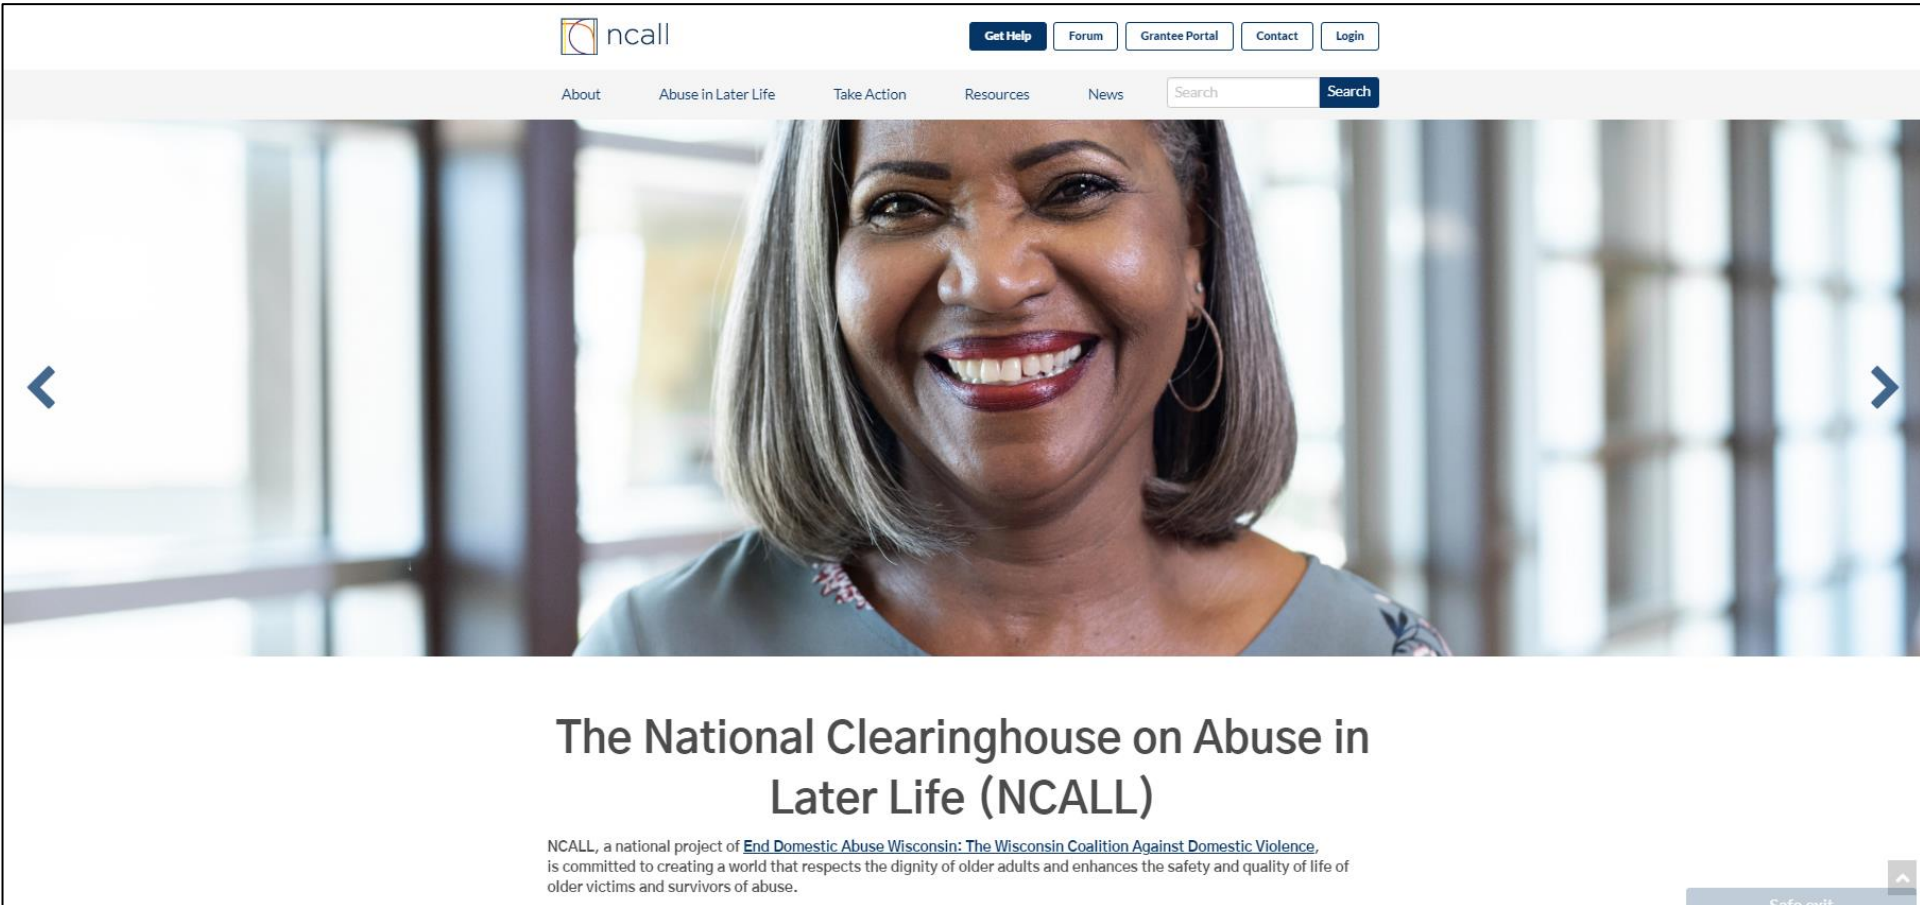 ncall
Get Help Forum Grantee Portal Contact Login
About Abuse in Later Life Take Action Resources News Search Search
The National Clearinghouse on Abuse in
Later Life (NCALL)
NCALL, a national project of End Domestic Abuse Wisconsin: The Wisconsin Coalition Against Domestic Violence,
is committed to creating a world that respects the dignity of older adults and enhances the safety and quality of life of
older victims and survivors of abuse.
Safe exit